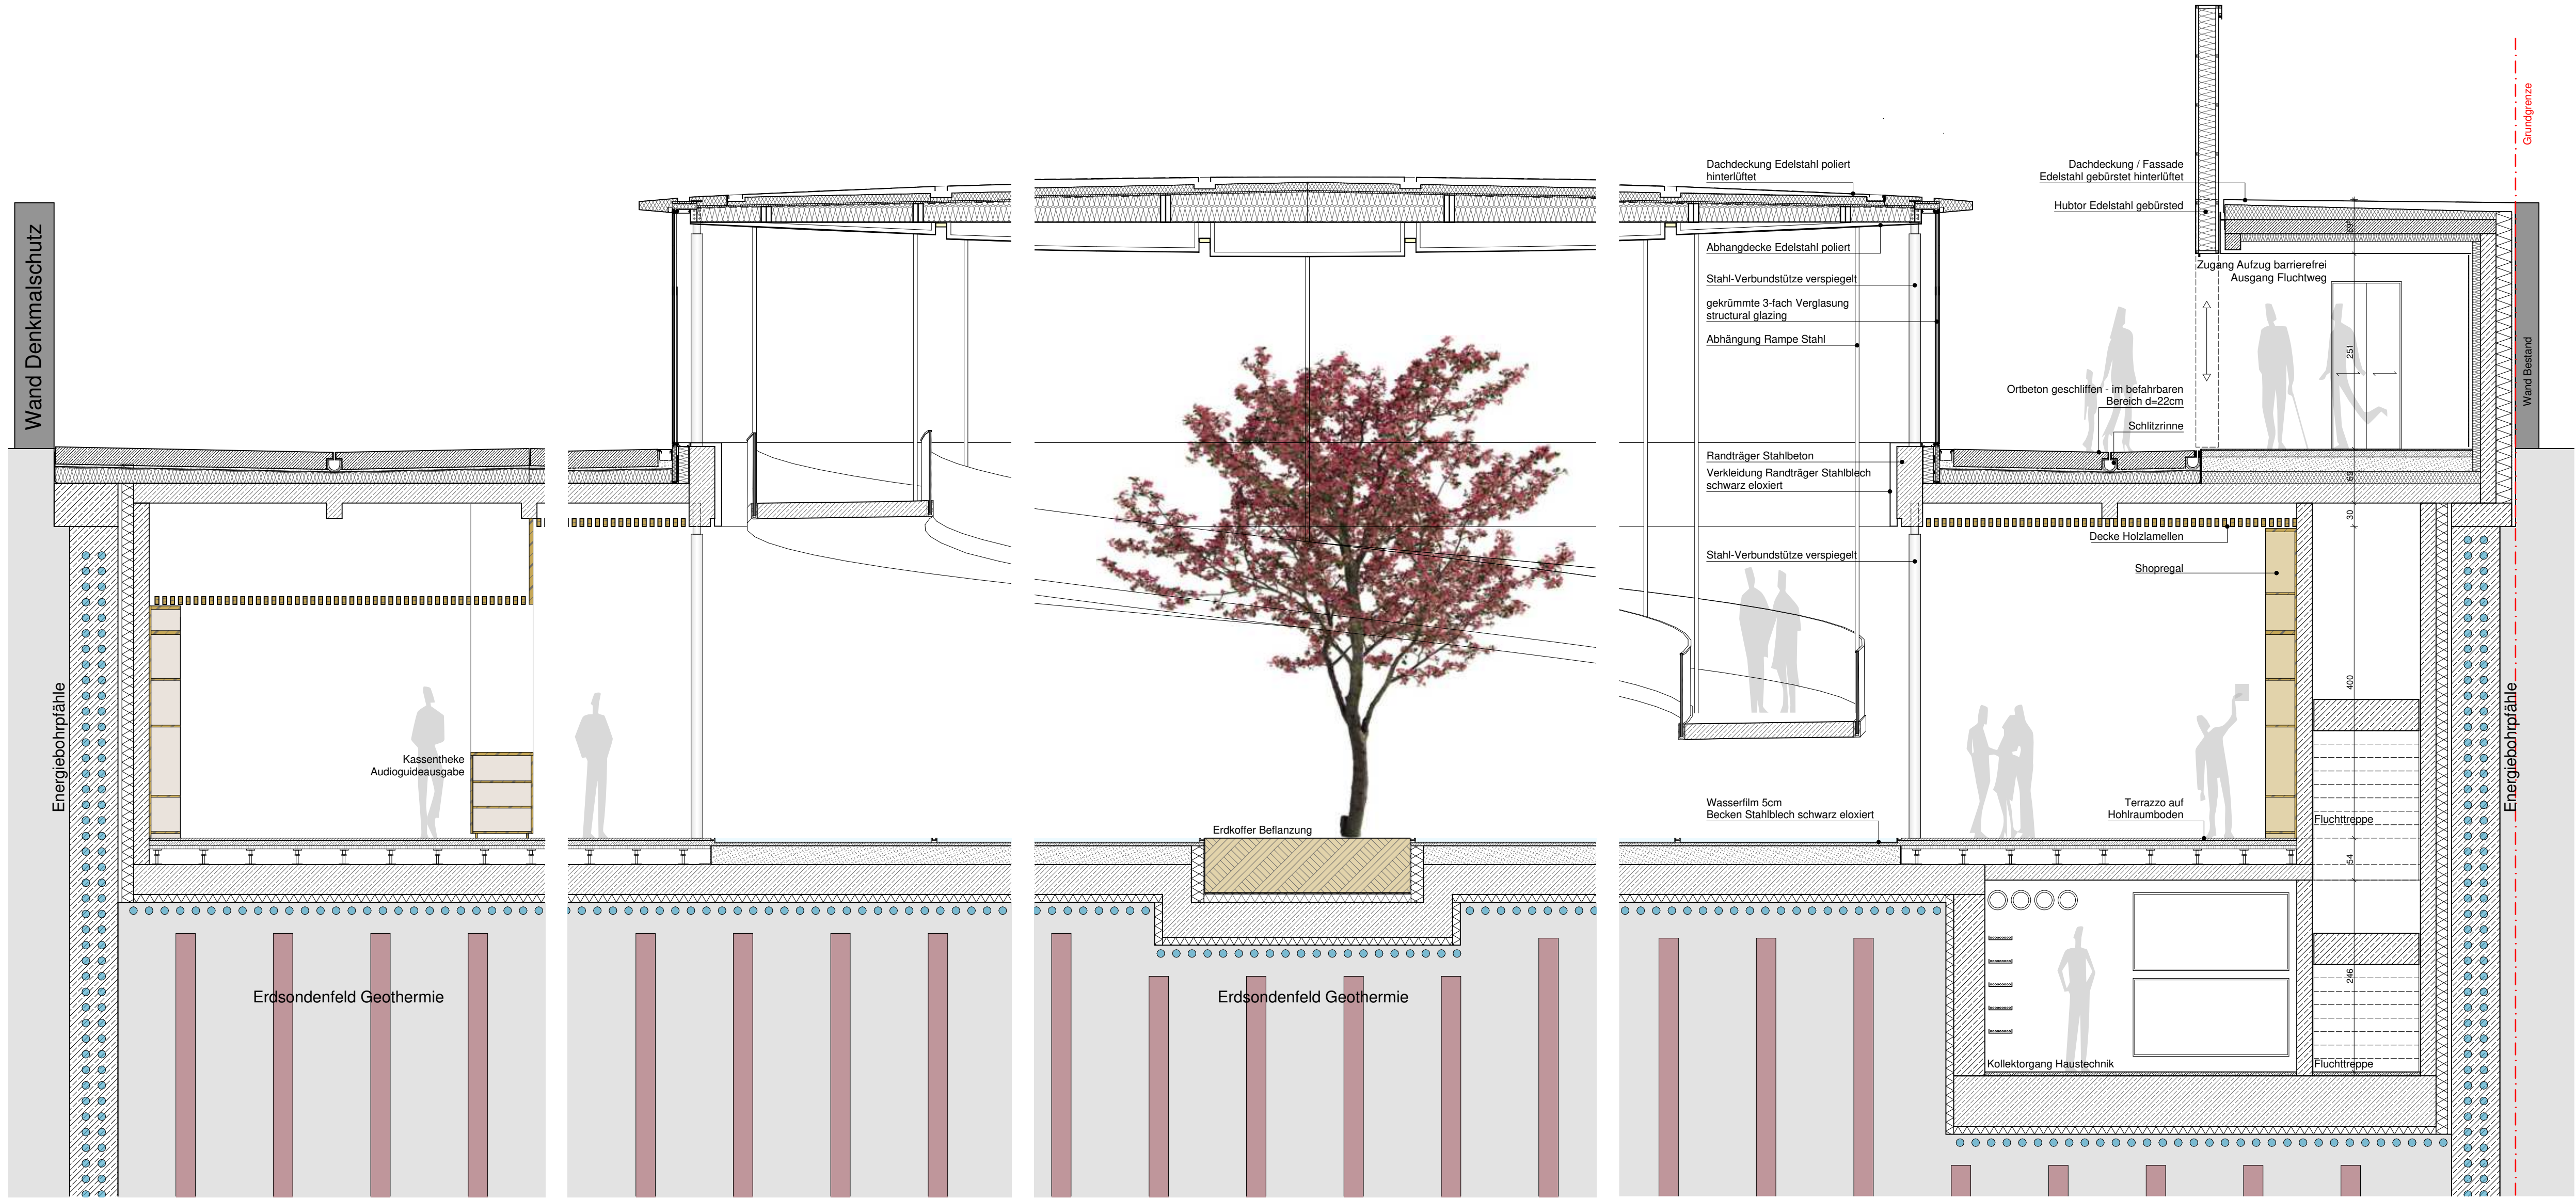 Wand Denkmalschutz
Energiebohrpfähle
Kassentheke
Audioguideausgabe
Erdsondenfeld Geothermie
Erdkoffer Beflanzung
Erdsondenfeld Geothermie
Dachdeckung Edelstahl poliert
hinterlüftet
Abhangdecke Edelstahl poliert
Stahl-Verbundstütze verspiegelt
gekrümmte 3-fach Verglasung
structural glazing
Abhängung Rampe Stahl
Randträger Stahlbeton
Verkleidung Randträger Stahlblech
schwarz eloxiert
Stahl-Verbundstütze verspiegelt
Wasserfilm 5cm
Becken Stahlblech schwarz eloxiert
Dachdeckung / Fassade
Edelstahl gebürstet hinterlüftet
Hubtor Edelstahl gebürsted
Zugang Aufzug barrierefrei
Ausgang Fluchtweg
Ortbeton geschliffen - im befahrbaren
Bereich d=22cm
Schlitzrinne
Decke Holzlamellen
Shopregal
Terrazzo auf
Hohlraumboden
Fluchttreppe
Kollektorgang Haustechnik
Fluchttreppe
251
69
30
400
54
246
Grundgrenze
Wand Bestand
Energiebohrpfähle